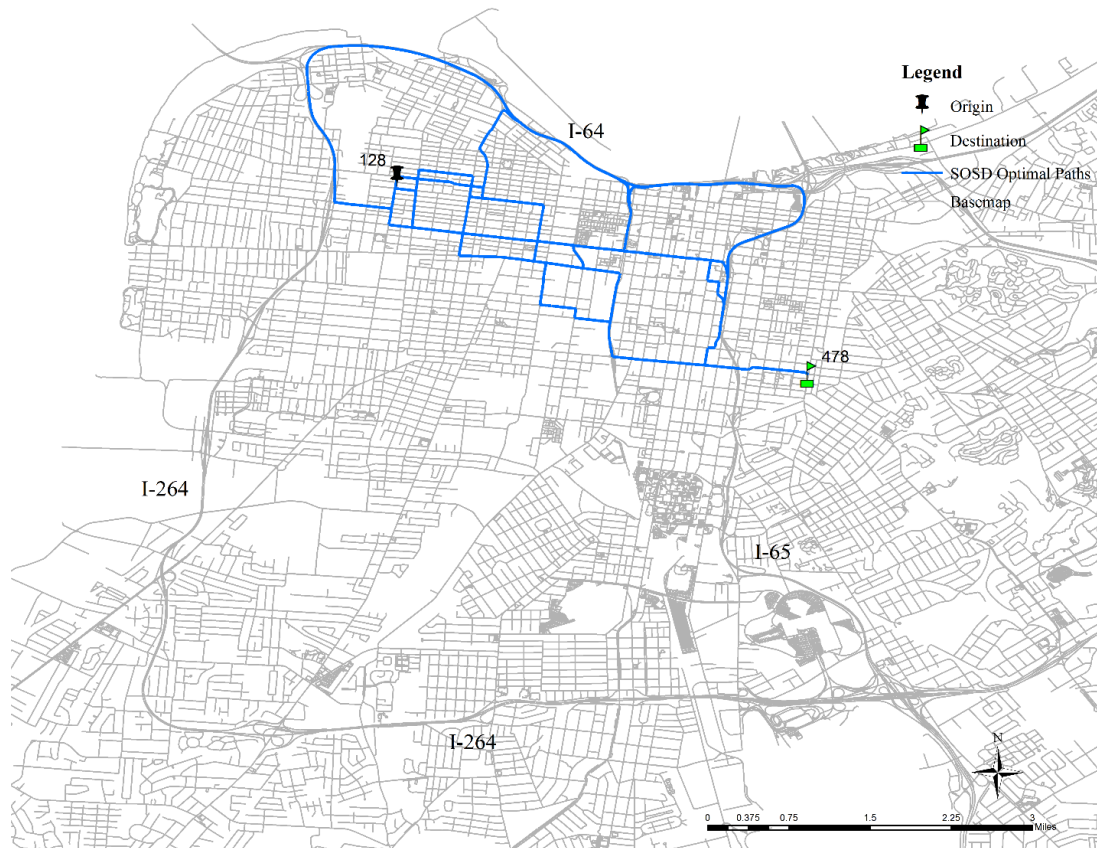 Legend
Origin
Destination
SOSD Optimal Paths
Basemap
I-64
128
478
I-264
I-65
I-264
N
0 0.375 0.75 1.5 2.25 3
Miles